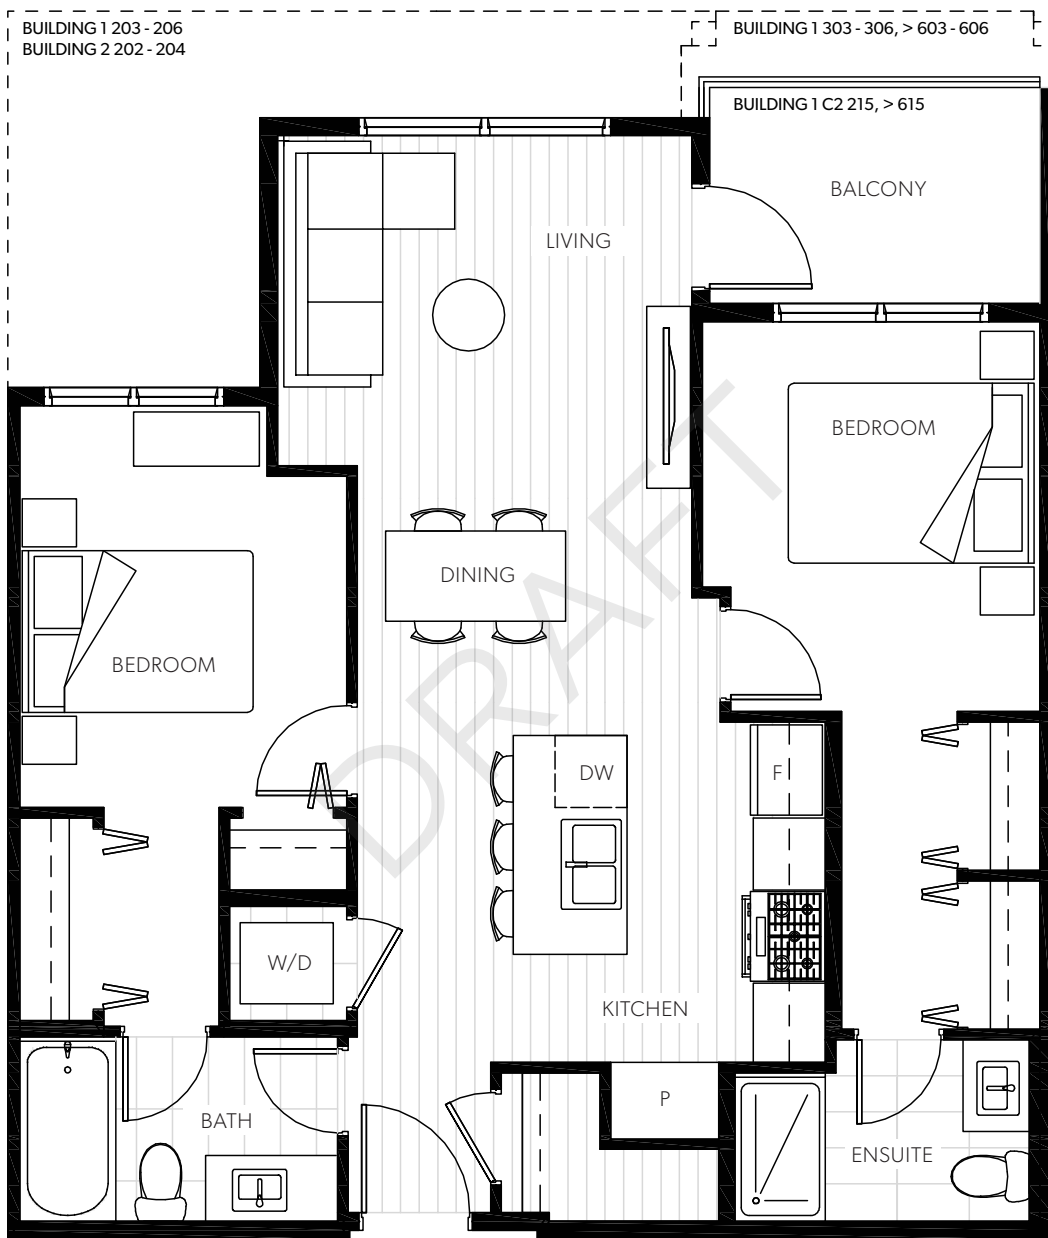 BUILDING 1 203 - 206
BUILDING 2 202 - 204
BUILDING 1 303 - 306, > 603 - 606
BUILDING 1 C2 215, > 615
BALCONY
LIVING
BEDROOM
DINING
BEDROOM
DRAFT
DW
F
W/D
KITCHEN
P
BATH
ENSUITE